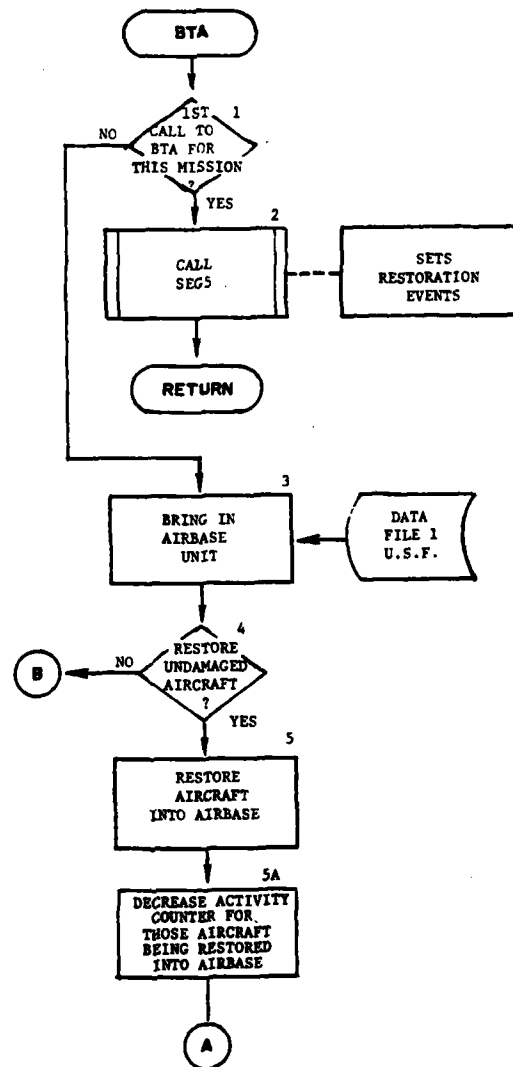 BTA
1
1ST
CALL TO
BTA FOR
THIS MISSION
?
NO
YES
2
CALL
SEG5
SETS
RESTORATION
EVENTS
RETURN
3
BRING IN
AIRBASE
UNIT
DATA
FILE 1
U.S.F.
4
RESTORE
UNDAMAGED
AIRCRAFT
?
NO
B
YES
5
RESTORE
AIRCRAFT
INTO AIRBASE
5A
DECREASE ACTIVITY
COUNTER FOR
THOSE AIRCRAFT
BEING RESTORED
INTO AIRBASE
A